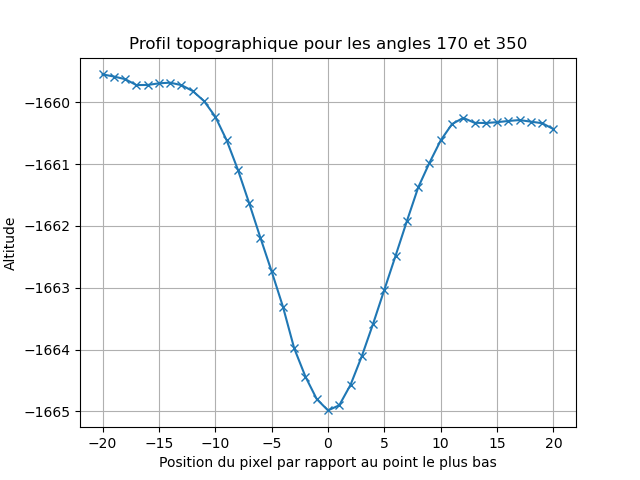 Profil topographique pour les angles 170 et 350
−1660
−1661
−1662
−1663
−1664
−1665
Altitude
−20 −15 −10 −5 0 5 10 15 20
Position du pixel par rapport au point le plus bas